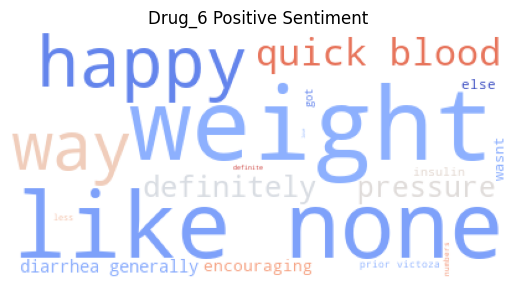 Drug_6 Positive Sentiment
happy
quick blood
else
got
weight
way
l
wasnt
definite
insulin
definitely
pressure
less
like none
numbers
diarrhea generally
encouraging
prior victoza